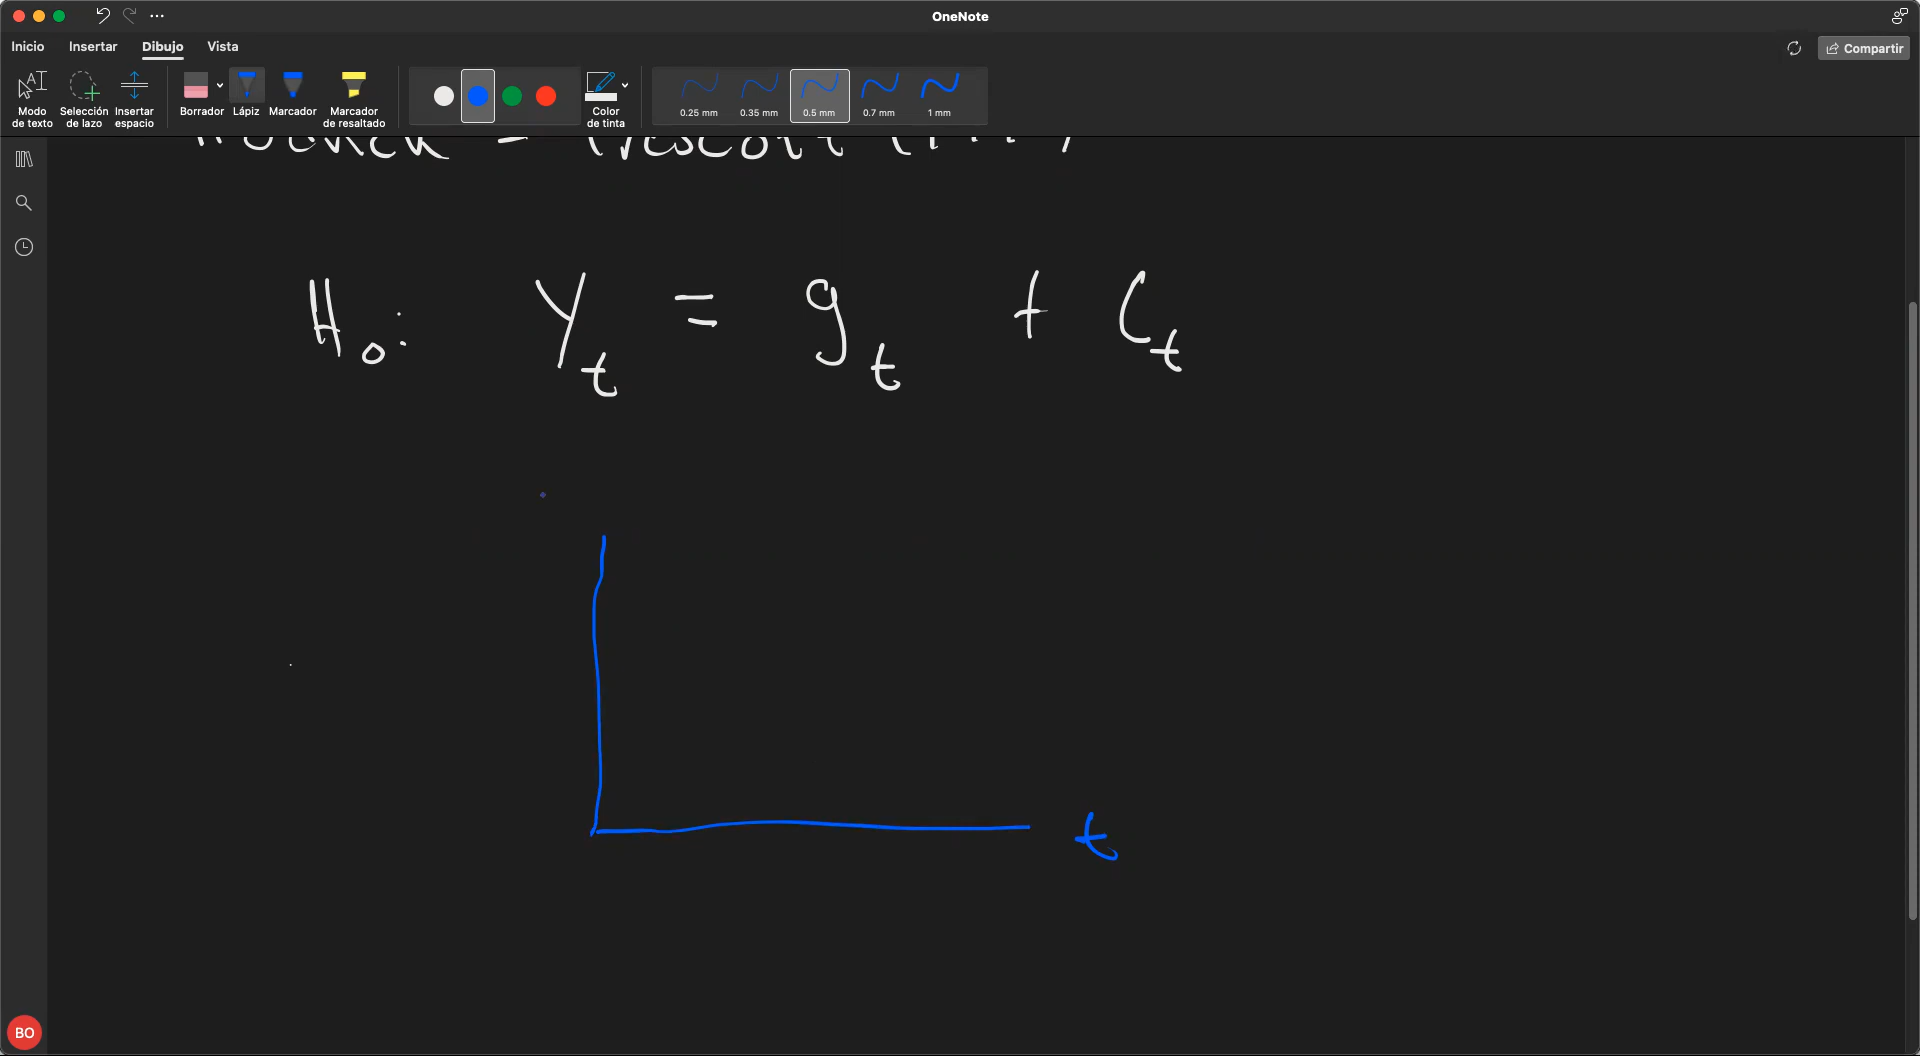 OneNote
Inicio Insertar Dibujo Vista Compartir
Modo de texto Selección de lazo Insertar espacio Borrador Lápiz Marcador Marcador de resaltado Color de tinta 0.25 mm 0.35 mm 0.5 mm 0.7 mm 1 mm
- Prescott
H₀: Yₜ = gₜ + Cₜ
t
BO